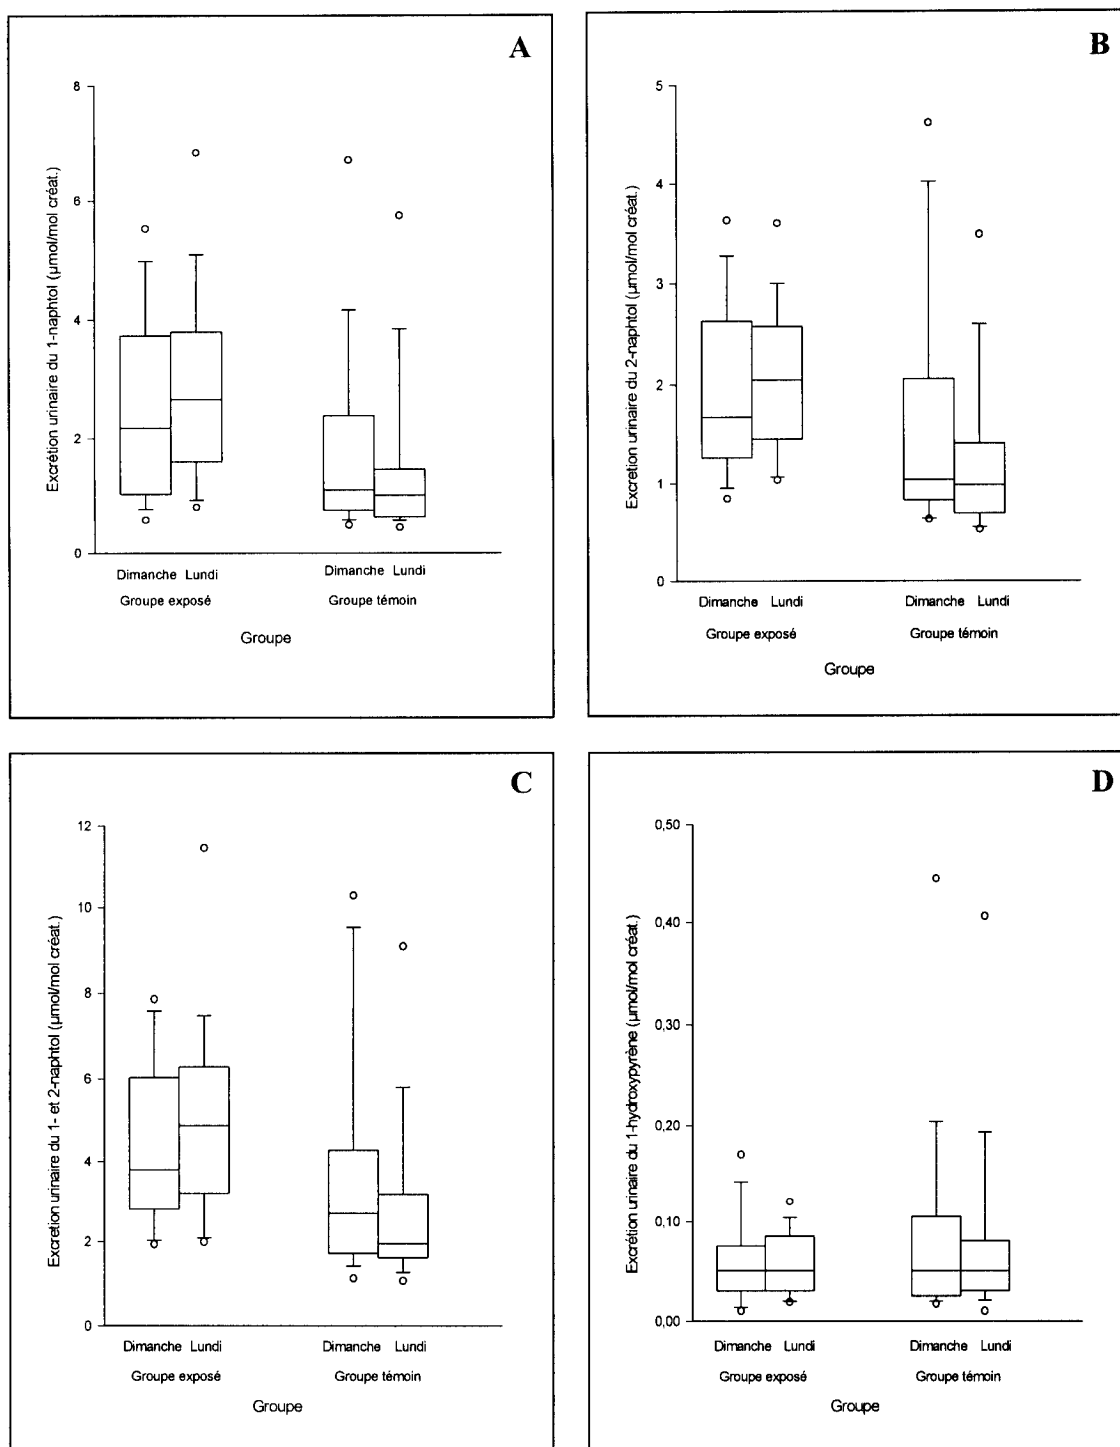 A
Excrétion urinaire du 1-naphtol (µmol/mol créat.)
8
6
4
2
0
Dimanche Lundi Dimanche Lundi
Groupe exposé Groupe témoin
Groupe
B
Excretion urinaire du 2-naphtol (µmol/mol créat.)
5
4
3
2
1
0
Dimanche Lundi Dimanche Lundi
Groupe exposé Groupe témoin
Groupe
C
Excretion urinaire du 1- et 2-naphtol (µmol/mol créat.)
12
10
8
6
4
2
0
Dimanche Lundi Dimanche Lundi
Groupe exposé Groupe témoin
Groupe
D
Excrétion urinaire du 1-hydroxypyrène (µmol/mol créat.)
0,50
0,40
0,30
0,20
0,10
0,00
Dimanche Lundi Dimanche Lundi
Groupe exposé Groupe témoin
Groupe